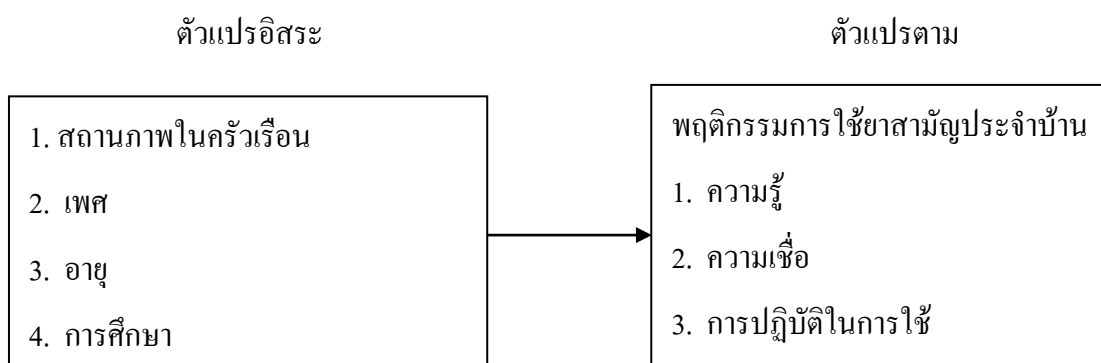 ตัวแปรอิสระ
ตัวแปรตาม
1. สถานภาพในครัวเรือน
2. เพศ
3. อายุ
4. การศึกษา
พฤติกรรมการใช้ยาสามัญประจำบ้าน
1. ความรู้
2. ความเชื่อ
3. การปฏิบัติในการใช้